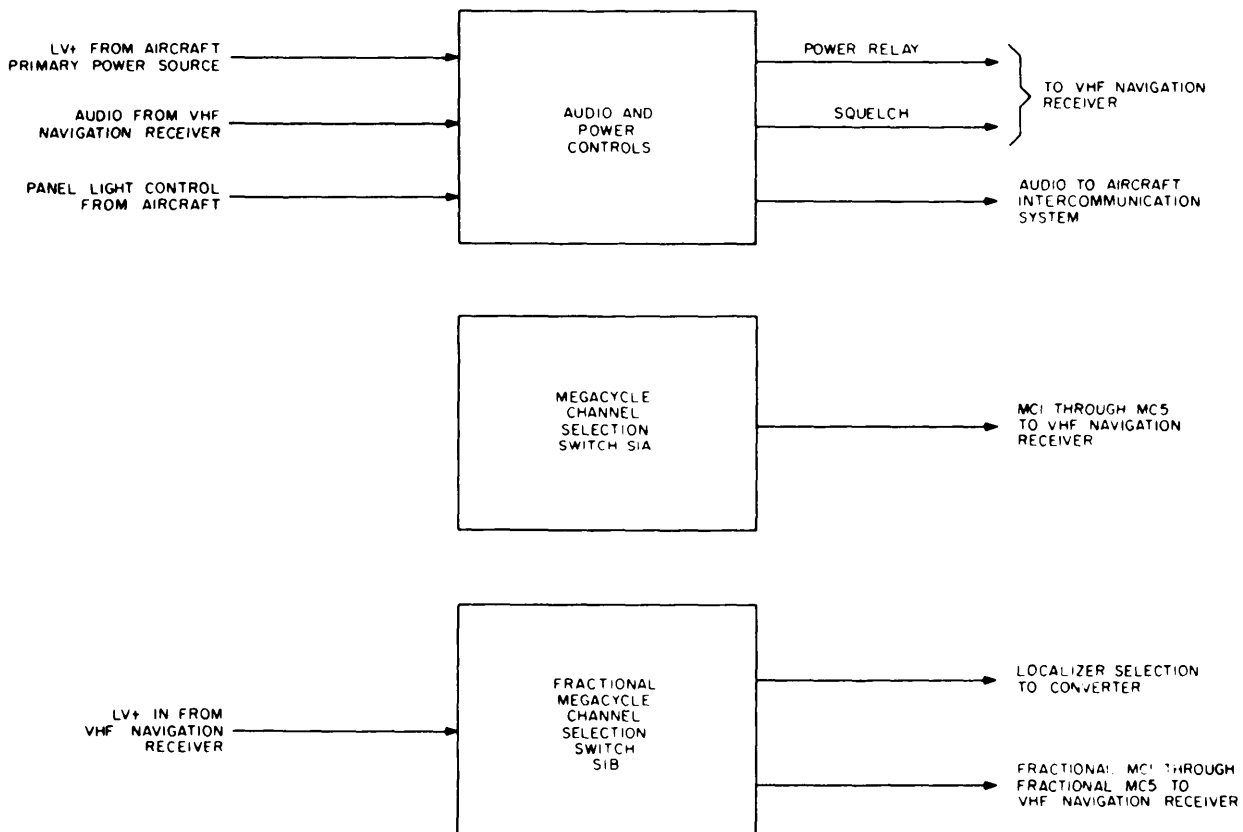 LV+ FROM AIRCRAFT
PRIMARY POWER SOURCE
AUDIO FROM VHF
NAVIGATION RECEIVER
PANEL LIGHT CONTROL
FROM AIRCRAFT
AUDIO AND
POWER
CONTROLS
POWER RELAY
SQUELCH
TO VHF NAVIGATION
RECEIVER
AUDIO TO AIRCRAFT
INTERCOMMUNICATION
SYSTEM
MEGACYCLE
CHANNEL
SELECTION
SWITCH S1A
MC1 THROUGH MC5
TO VHF NAVIGATION
RECEIVER
LV+ IN FROM
VHF NAVIGATION
RECEIVER
FRACTIONAL
MEGACYCLE
CHANNEL
SELECTION
SWITCH
S1B
LOCALIZER SELECTION
TO CONVERTER
FRACTIONAL MC1 THROUGH
FRACTIONAL MC5 TO
VHF NAVIGATION RECEIVER